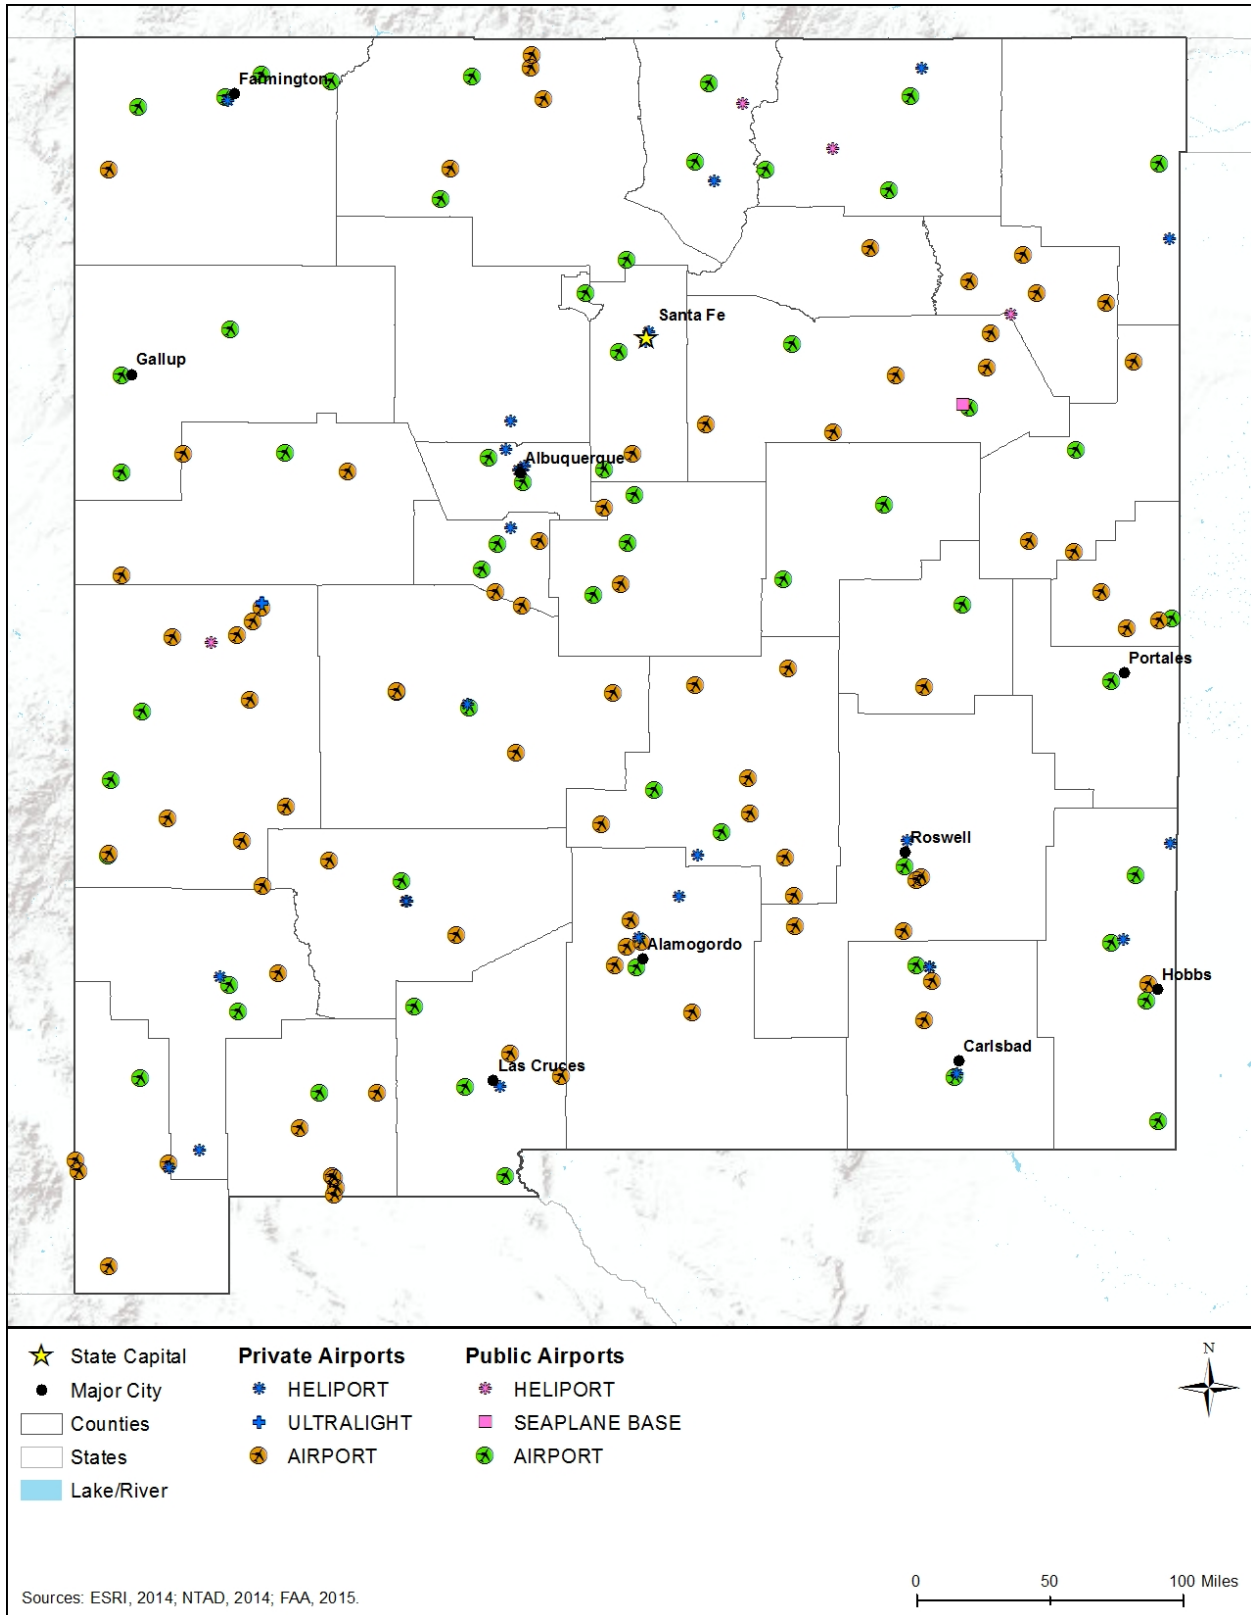 Farmington
Santa Fe
Gallup
Albuquerque
Portales
Roswell
Alamogordo
Hobbs
Carlsbad
Las Cruces
State Capital
Major City
Counties
States
Lake/River
Private Airports
HELIPORT
ULTRALIGHT
AIRPORT
Public Airports
HELIPORT
SEAPLANE BASE
AIRPORT
N
0 50 100 Miles
Sources: ESRI, 2014; NTAD, 2014; FAA, 2015.